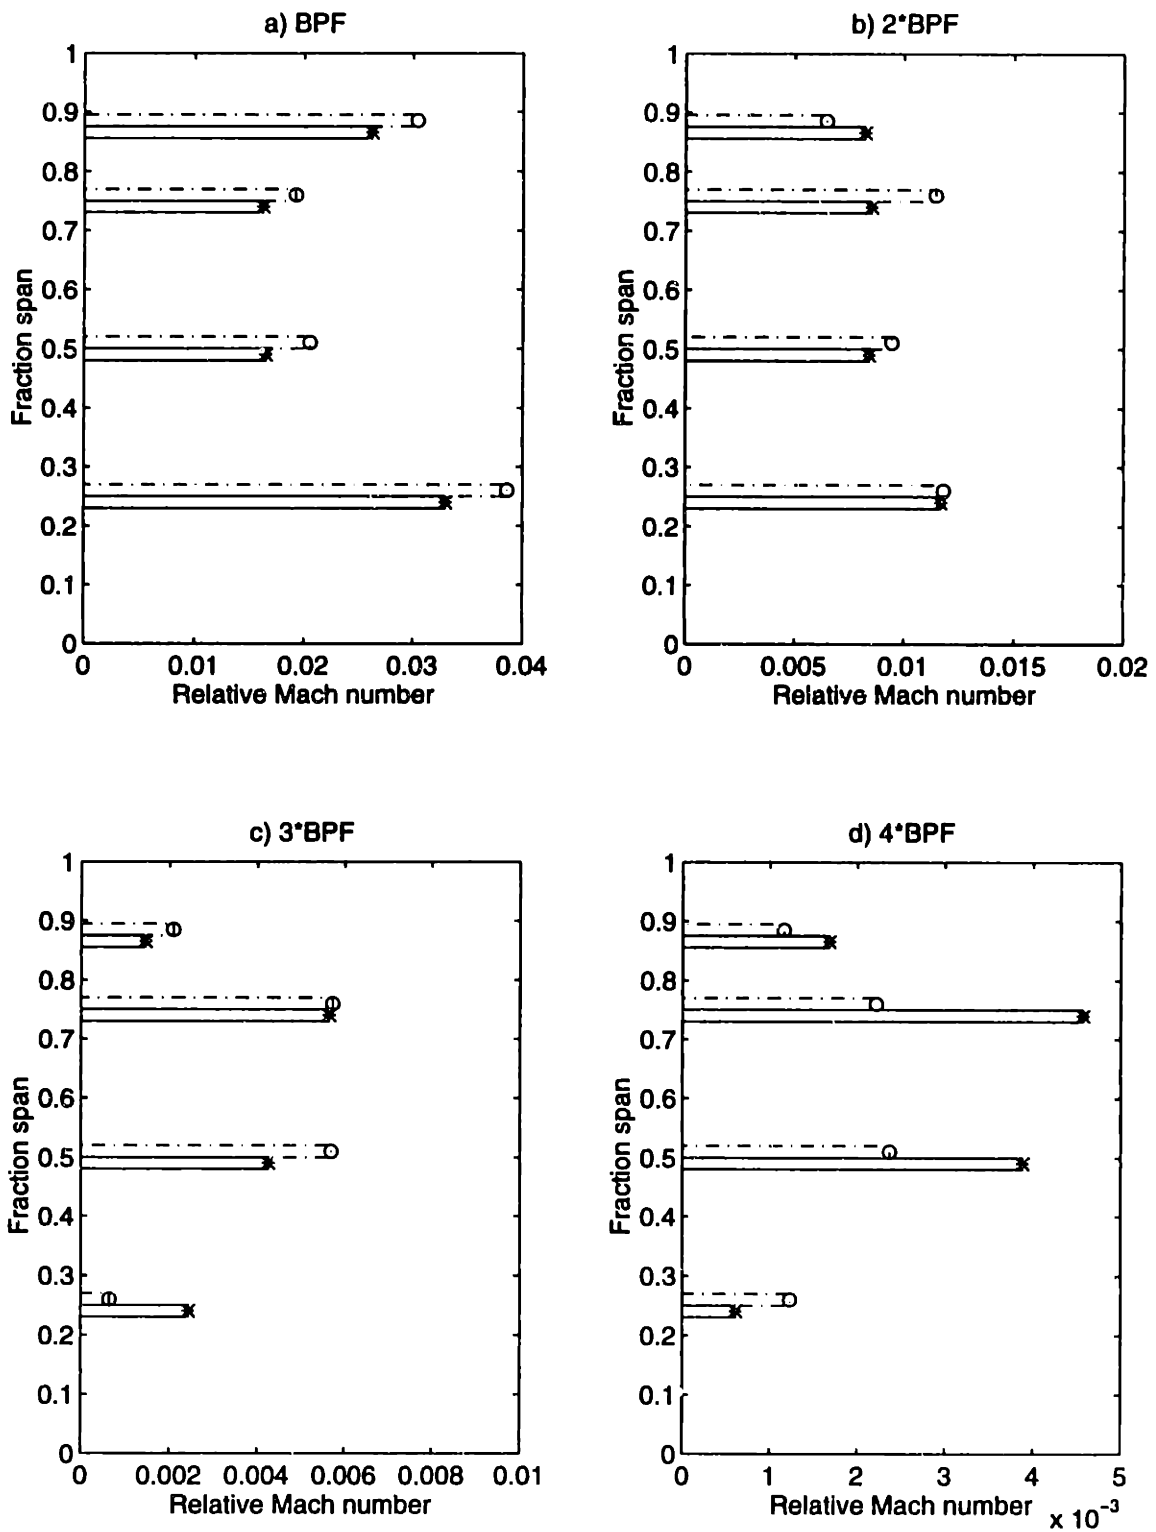 a) BPF
1
0.9
0.8
0.7
0.6
0.5
0.4
0.3
0.2
0.1
0
Fraction span
0 0.01 0.02 0.03 0.04
Relative Mach number
b) 2*BPF
1
0.9
0.8
0.7
0.6
0.5
0.4
0.3
0.2
0.1
0
Fraction span
0 0.005 0.01 0.015 0.02
Relative Mach number
c) 3*BPF
1
0.9
0.8
0.7
0.6
0.5
0.4
0.3
0.2
0.1
0
Fraction span
0 0.002 0.004 0.006 0.008 0.01
Relative Mach number
d) 4*BPF
1
0.9
0.8
0.7
0.6
0.5
0.4
0.3
0.2
0.1
0
Fraction span
0 1 2 3 4 5
Relative Mach number x 10⁻³